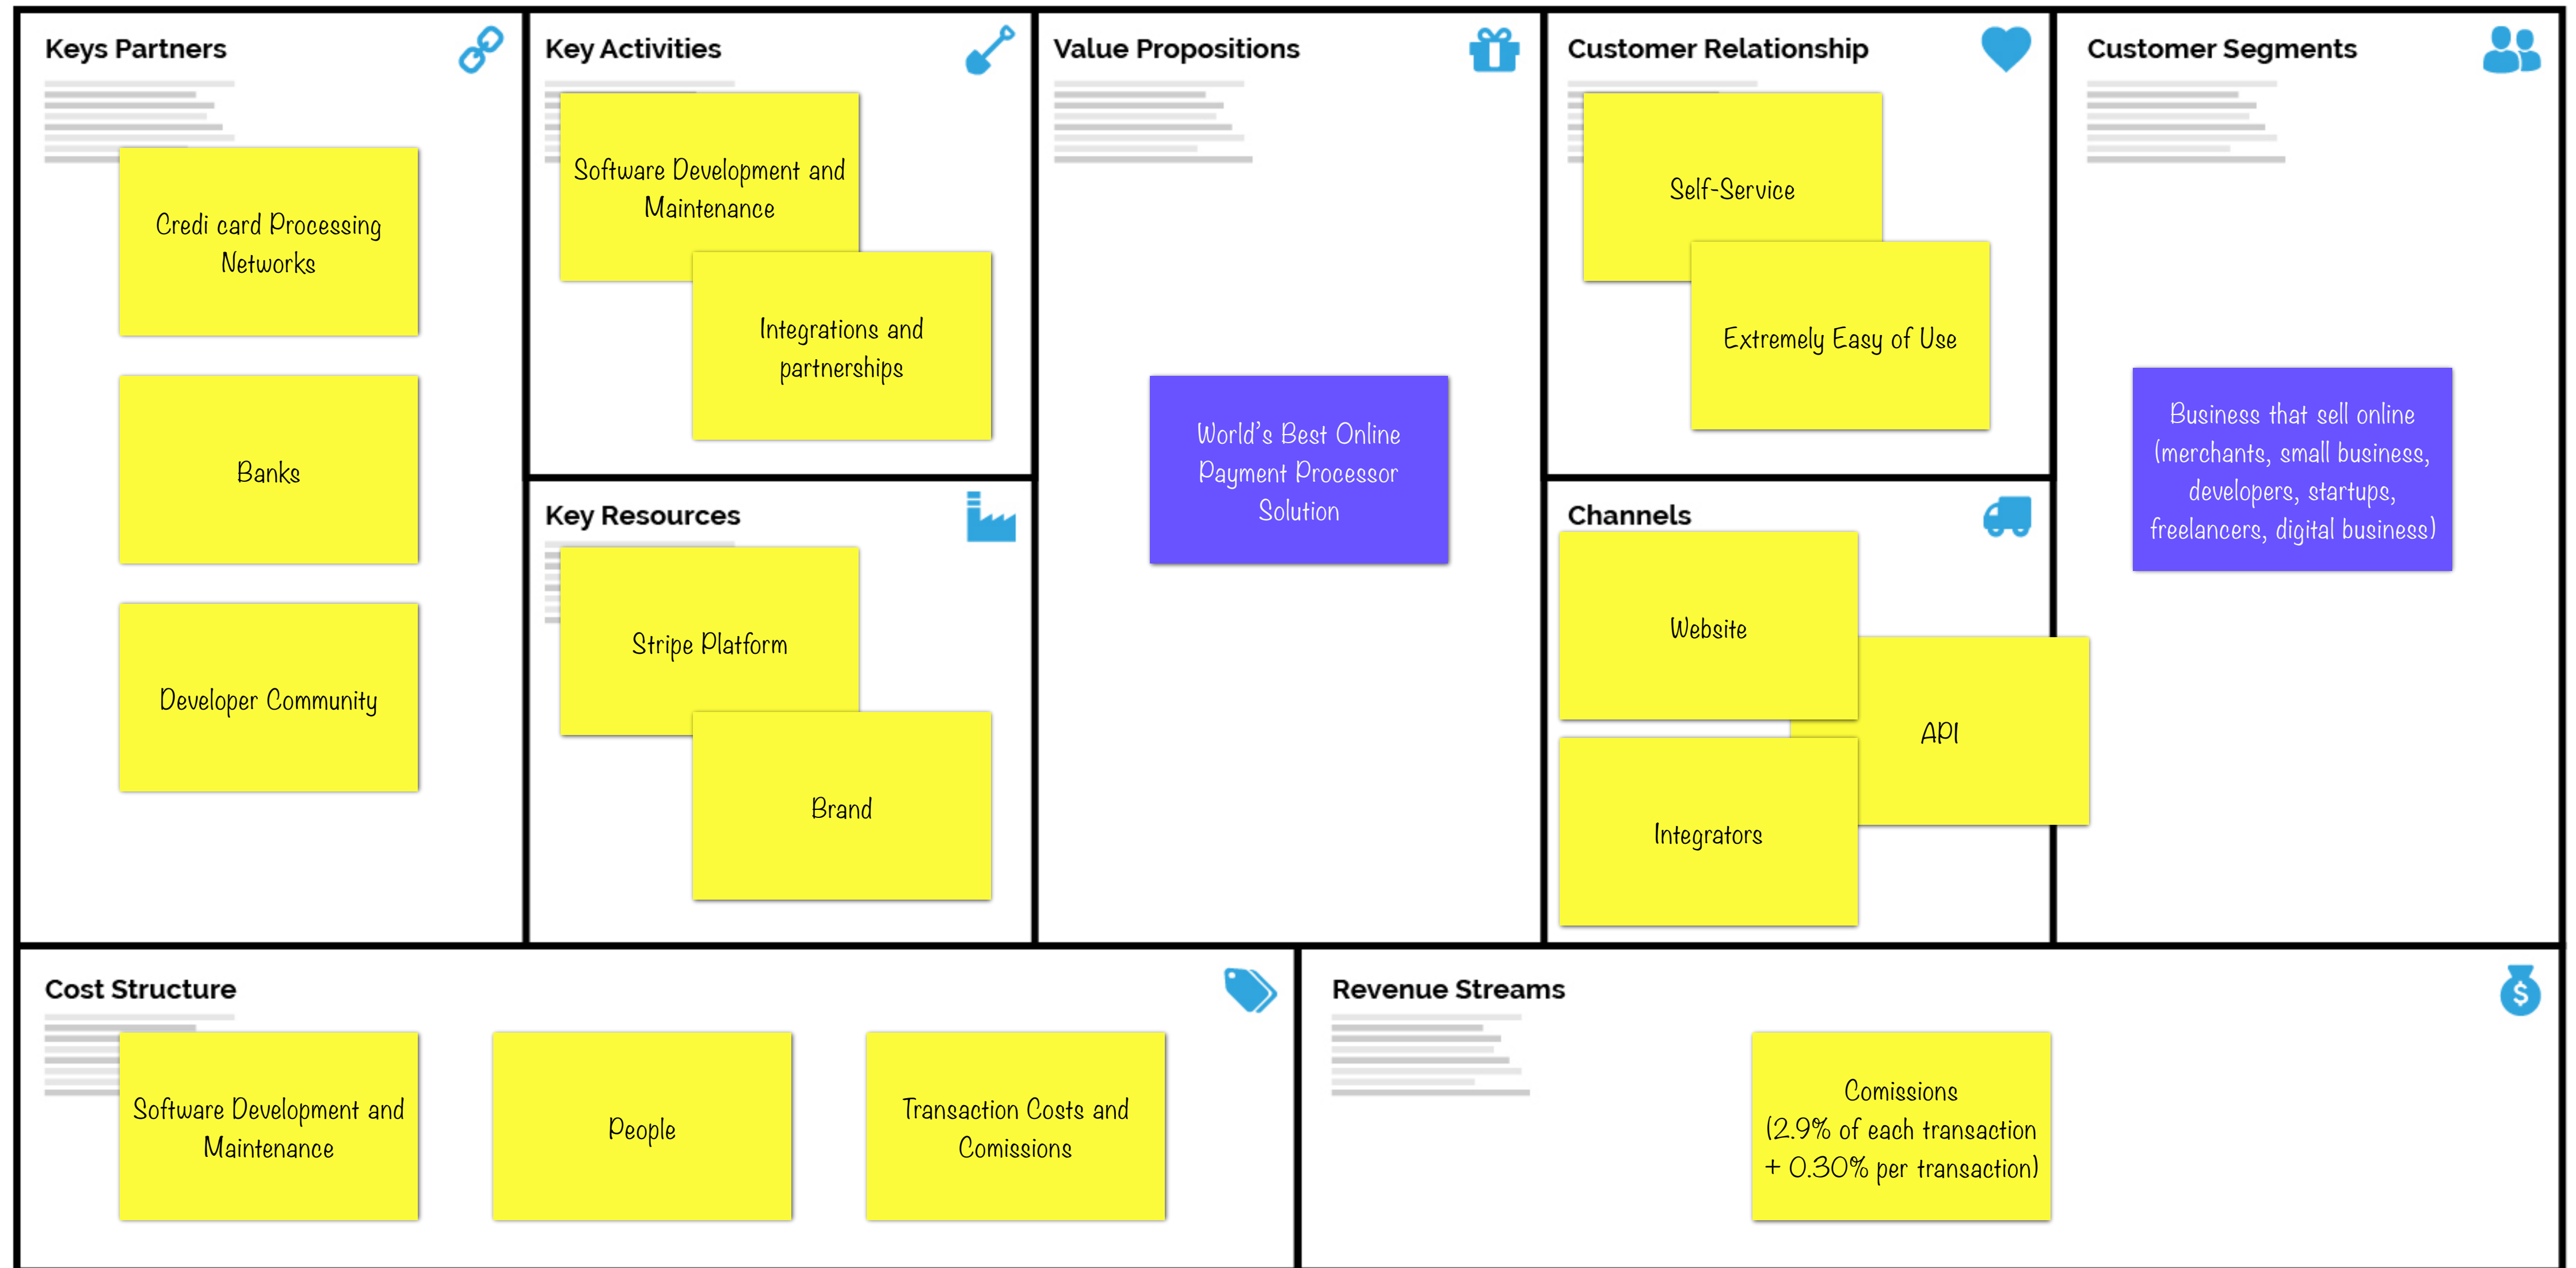 Keys Partners
Credi card Processing
Networks
Banks
Developer Community
Key Activities
Software Development and
Maintenance
Integrations and
partnerships
Key Resources
Stripe Platform
Brand
Value Propositions
World's Best Online
Payment Processor
Solution
Customer Relationship
Self-Service
Extremely Easy of Use
Channels
Website
API
Integrators
Customer Segments
Business that sell online
(merchants, small business,
developers, startups,
freelancers, digital business)
Cost Structure
Software Development and
Maintenance
People
Transaction Costs and
Comissions
Revenue Streams
$
Comissions
(2.9% of each transaction
+ 0.30% per transaction)